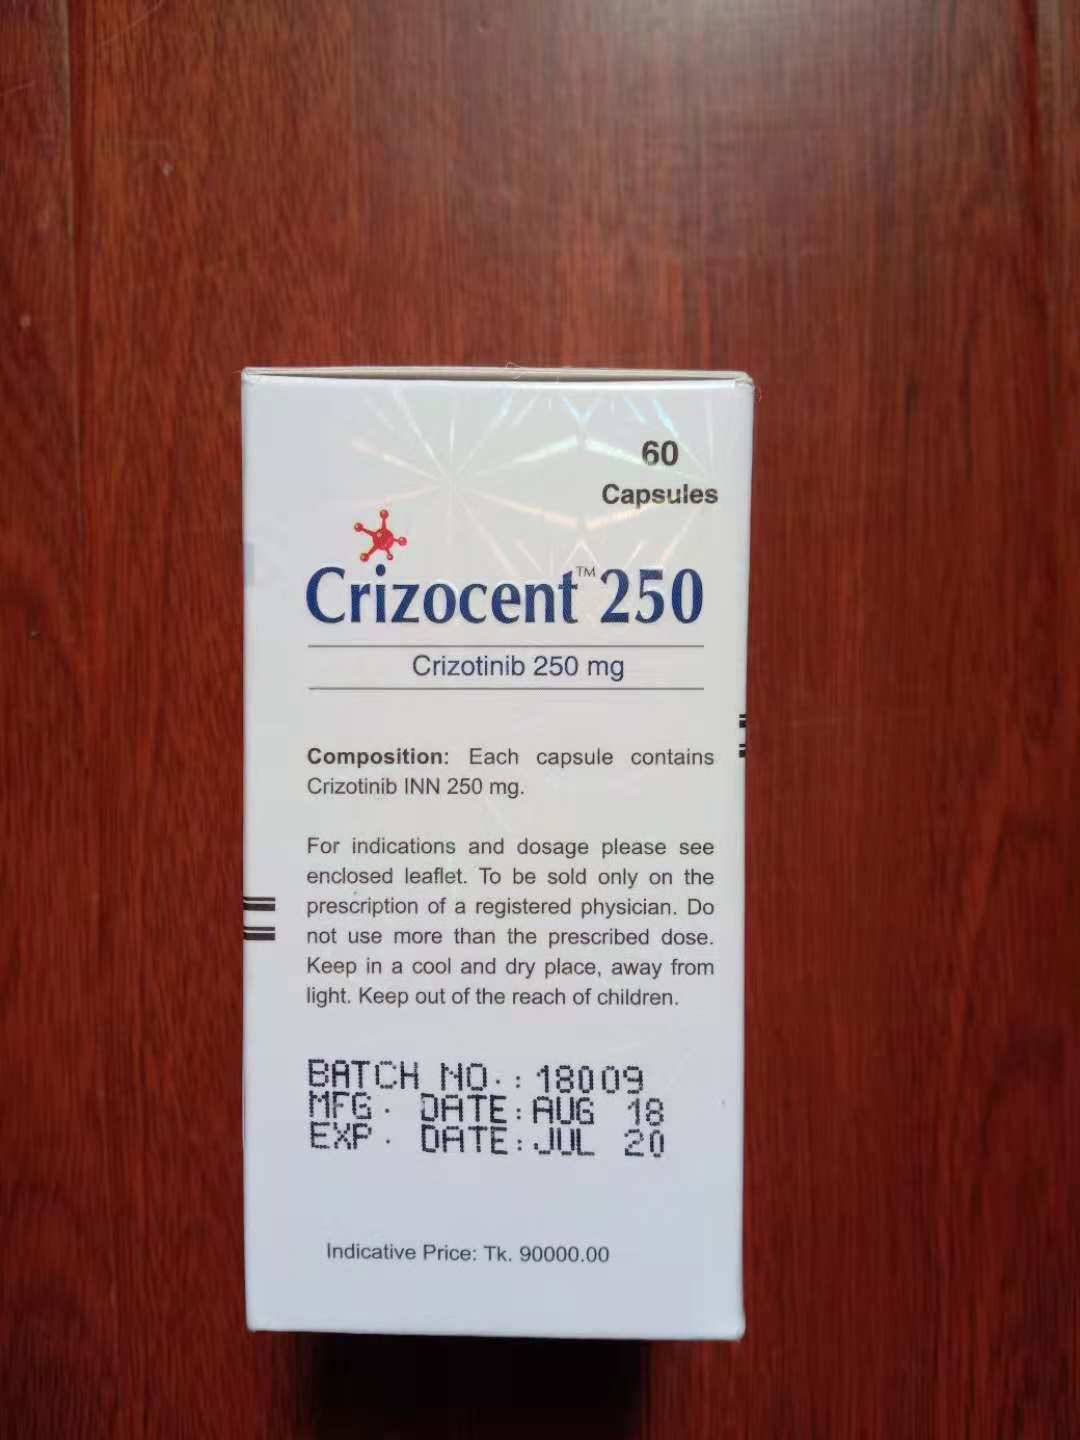 60
Capsules
Crizocent™ 250
Crizotinib 250 mg
Composition: Each capsule contains
Crizotinib INN 250 mg.
For indications and dosage please see
enclosed leaflet. To be sold only on the
prescription of a registered physician. Do
not use more than the prescribed dose.
Keep in a cool and dry place, away from
light. Keep out of the reach of children.
BATCH NO.: 18009
MFG. DATE: AUG 18
EXP. DATE: JUL 20
Indicative Price: Tk. 90000.00